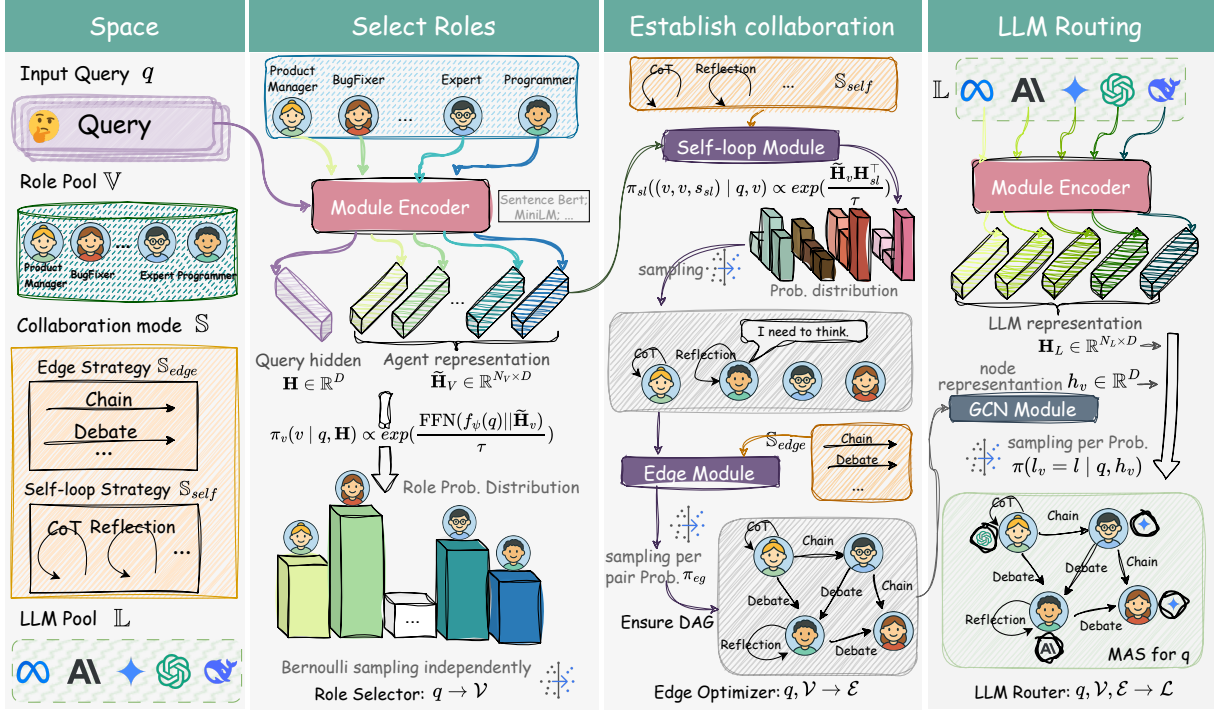 Space
Input Query q
Query
Role Pool 𝕍
Product
Manager
BugFixer
...
Expert
Programmer
Collaboration mode 𝕊
Edge Strategy 𝕊_edge
Chain
Debate
...
Self-loop Strategy 𝕊_self
CoT Reflection
...
LLM Pool 𝕃
Select Roles
Product
Manager
BugFixer
...
Expert
Programmer
Module Encoder
Sentence Bert;
MiniLM; ...
...
Query hidden
H ∈ ℝ^D
Agent representation
H̃_V ∈ ℝ^{N_V×D}
π_v(v | q, H) ∝ exp(FFN(f_ψ(q)||H̃_v) / τ)
Role Prob. Distribution
...
Bernoulli sampling independently
Role Selector: q → 𝒱
Establish collaboration
CoT
Reflection
...
𝕊_self
Self-loop Module
π_sl((v, v, s_sl) | q, v) ∝ exp(H̃_v H_sl^⊤ / τ)
sampling
Prob. distribution
I need to think.
CoT
Reflection
𝕊_edge
Chain
Debate
...
Edge Module
sampling per
pair Prob. π_eg
Ensure DAG
CoT
Chain
Debate
Debate
Chain
Reflection
Debate
Edge Optimizer: q, 𝒱 → ℰ
LLM Routing
𝕃
Module Encoder
LLM representation
H_L ∈ ℝ^{N_L×D}
node
representantion h_v ∈ ℝ^D
GCN Module
sampling per Prob.
π(l_v = l | q, h_v)
CoT
Chain
Debate
Debate
Chain
Reflection
Debate
MAS for q
LLM Router: q, 𝒱, ℰ → ℒ